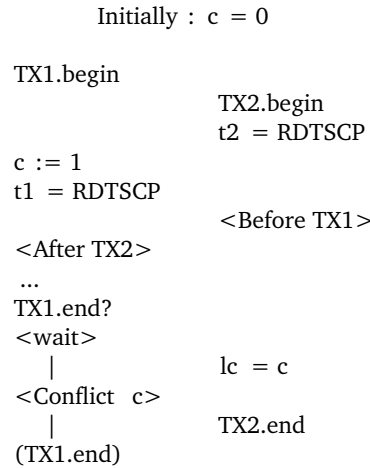 Initially : c = 0
TX1.begin
TX2.begin
t2 = RDTSCP
c := 1
t1 = RDTSCP
<Before TX1>
<After TX2>
...
TX1.end?
<wait>
| lc = c
<Conflict c>
| TX2.end
(TX1.end)